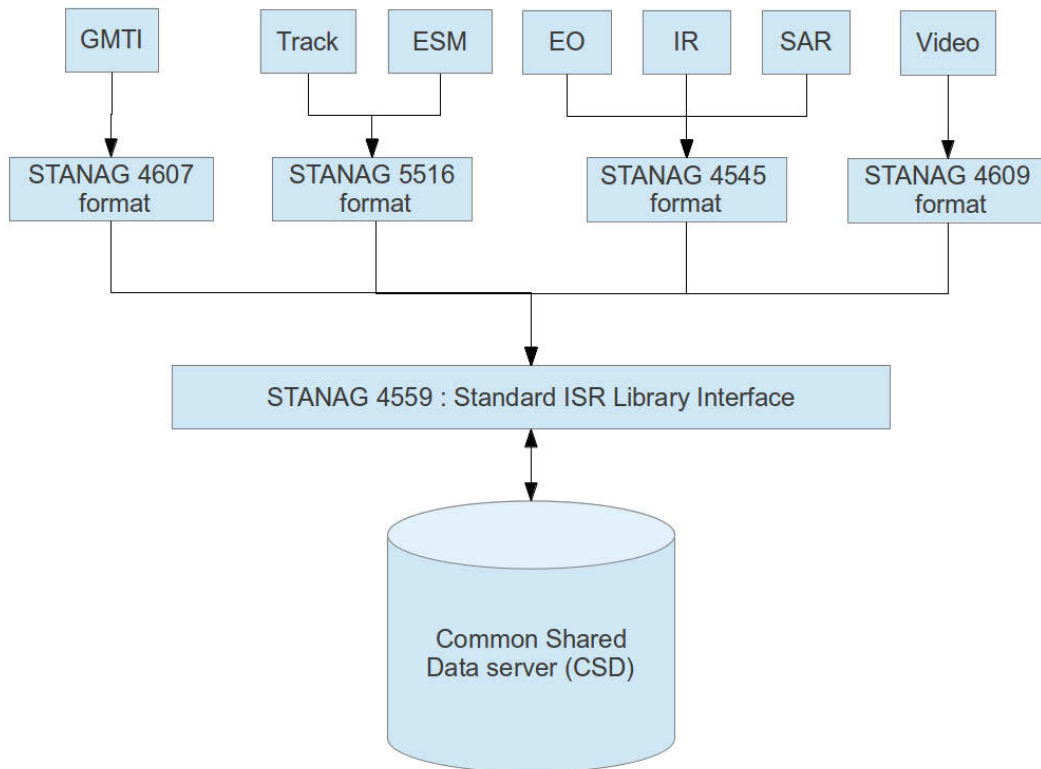 GMTI
Track
ESM
EO
IR
SAR
Video
STANAG 4607
format
STANAG 5516
format
STANAG 4545
format
STANAG 4609
format
STANAG 4559 : Standard ISR Library Interface
Common Shared
Data server (CSD)